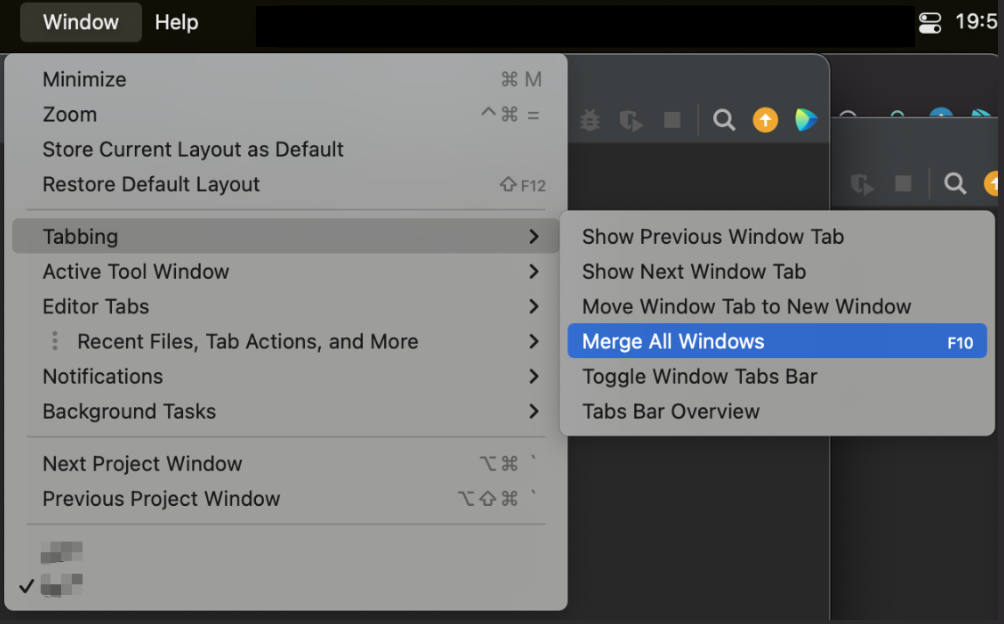 Window Help 19:5
Minimize ⌘ M
Zoom ^ ⌘ =
Store Current Layout as Default
Restore Default Layout ⇧ F12
Tabbing
Active Tool Window
Editor Tabs
Recent Files, Tab Actions, and More
Notifications
Background Tasks
Next Project Window ⌥ ⌘ `
Previous Project Window ⌥ ⇧ ⌘ `
Show Previous Window Tab
Show Next Window Tab
Move Window Tab to New Window
Merge All Windows F10
Toggle Window Tabs Bar
Tabs Bar Overview